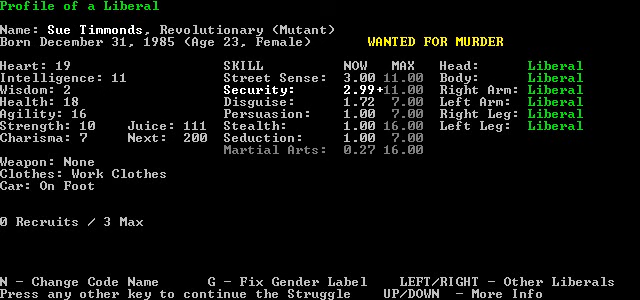 Profile of a Liberal
Name: Sue Timmonds, Revolutionary (Mutant)
Born December 31, 1985 (Age 23, Female) WANTED FOR MURDER
Heart: 19 SKILL NOW MAX Head: Liberal
Intelligence: 11 Street Sense: 3.00 11.00 Body: Liberal
Wisdom: 2 Security: 2.99+11.00 Right Arm: Liberal
Health: 18 Disguise: 1.72 7.00 Left Arm: Liberal
Agility: 16 Persuasion: 1.00 7.00 Right Leg: Liberal
Strength: 10 Juice: 111 Stealth: 1.00 16.00 Left Leg: Liberal
Charisma: 7 Next: 200 Seduction: 1.00 7.00
Martial Arts: 0.27 16.00
Weapon: None
Clothes: Work Clothes
Car: On Foot
0 Recruits / 3 Max
N - Change Code Name G - Fix Gender Label LEFT/RIGHT - Other Liberals
Press any other key to continue the Struggle UP/DOWN - More Info